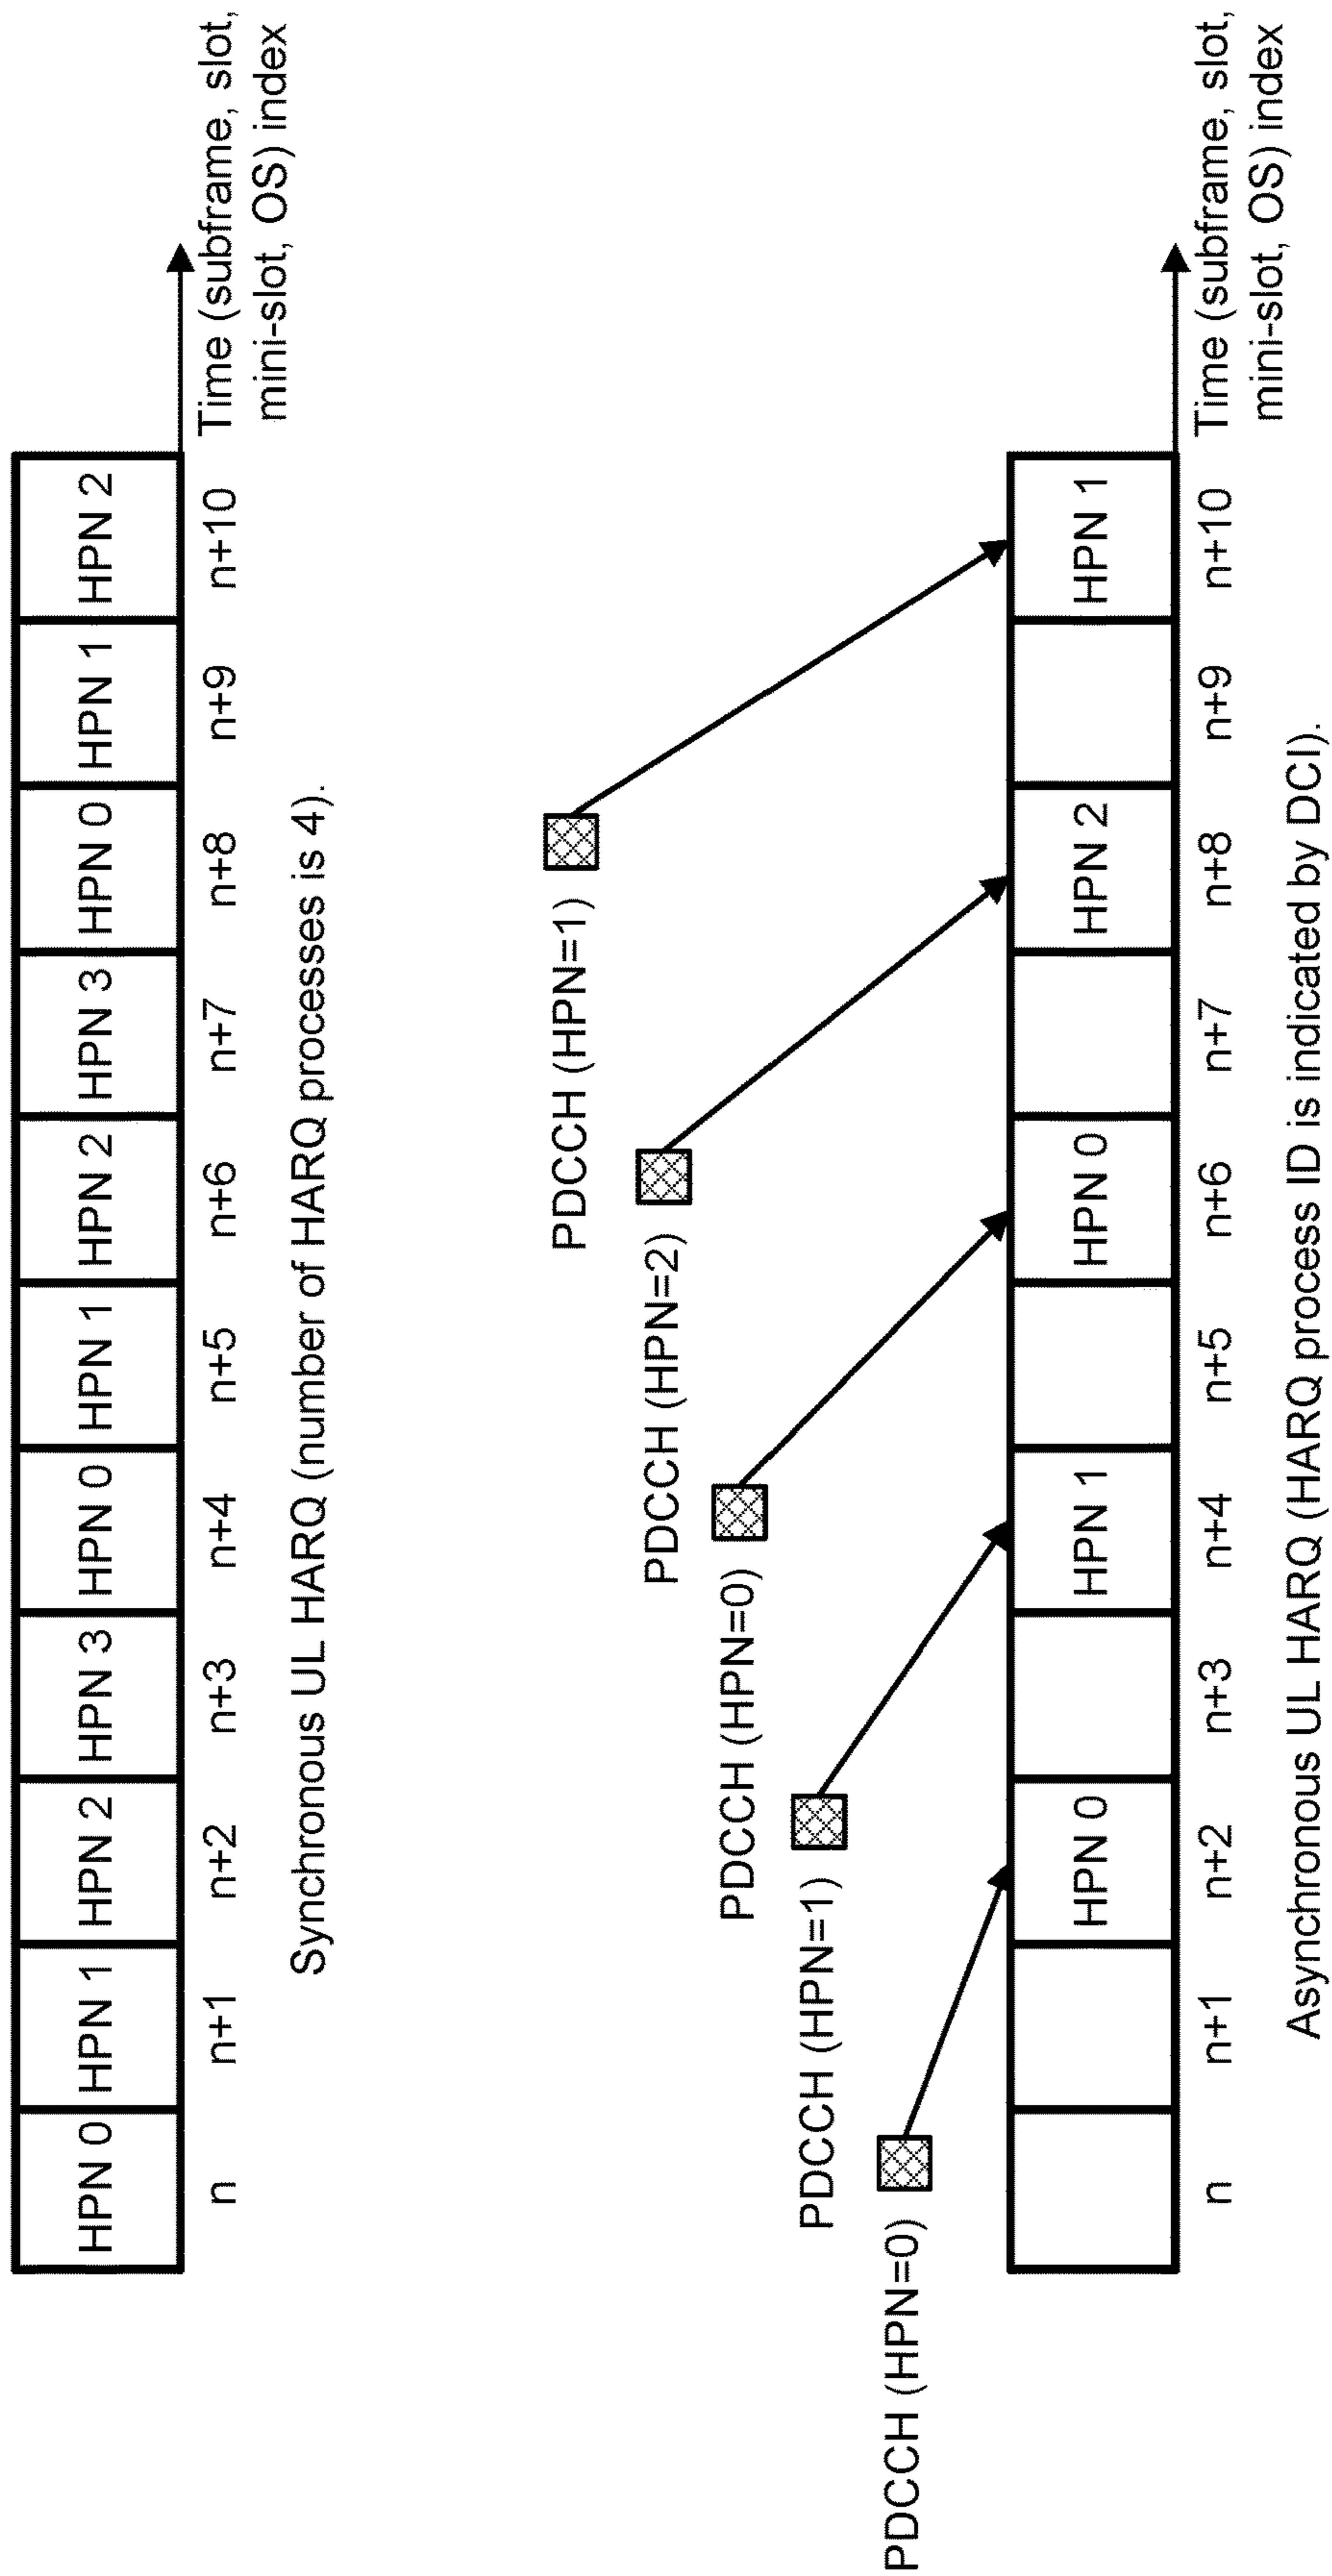 HPN 0 HPN 1 HPN 2 HPN 3 HPN 0 HPN 1 HPN 2 HPN 3 HPN 0 HPN 1 HPN 2
n n+1 n+2 n+3 n+4 n+5 n+6 n+7 n+8 n+9 n+10
Time (subframe, slot,
mini-slot, OS) index
Synchronous UL HARQ (number of HARQ processes is 4).
PDCCH (HPN=1)
PDCCH (HPN=2)
PDCCH (HPN=0)
PDCCH (HPN=1)
PDCCH (HPN=0)
HPN 0 HPN 1 HPN 0 HPN 2 HPN 1
n n+1 n+2 n+3 n+4 n+5 n+6 n+7 n+8 n+9 n+10
Time (subframe, slot,
mini-slot, OS) index
Asynchronous UL HARQ (HARQ process ID is indicated by DCI).